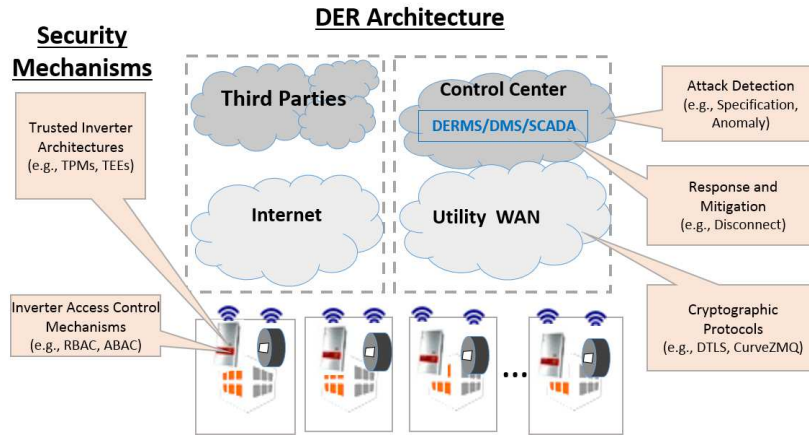 DER Architecture
Security
Mechanisms
Third Parties
Control Center
DERMS/DMS/SCADA
Internet
Utility WAN
Trusted Inverter
Architectures
(e.g., TPMs, TEEs)
Inverter Access Control
Mechanisms
(e.g., RBAC, ABAC)
Attack Detection
(e.g., Specification,
Anomaly)
Response and
Mitigation
(e.g., Disconnect)
Cryptographic
Protocols
(e.g., DTLS, CurveZMQ)
...